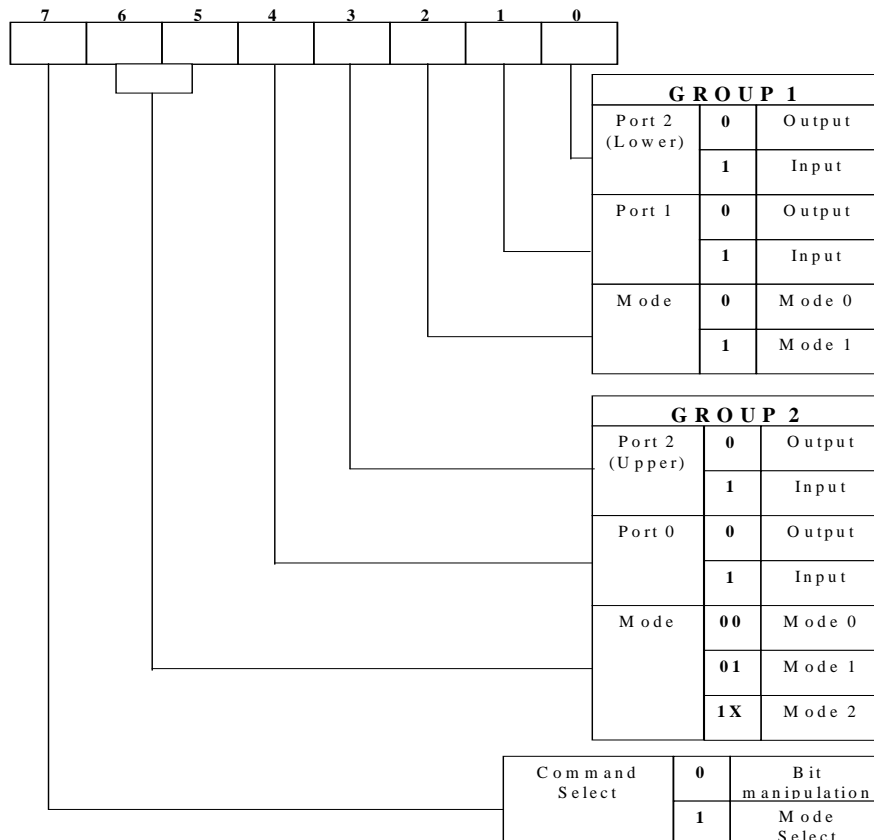 7 6 5 4 3 2 1 0
GROUP 1
Port 2 0 Output
(Lower)
1 Input
Port 1 0 Output
1 Input
Mode 0 Mode 0
1 Mode 1
GROUP 2
Port 2 0 Output
(Upper)
1 Input
Port 0 0 Output
1 Input
Mode 00 Mode 0
01 Mode 1
1X Mode 2
Command 0 Bit
Select manipulation
1 Mode
Select